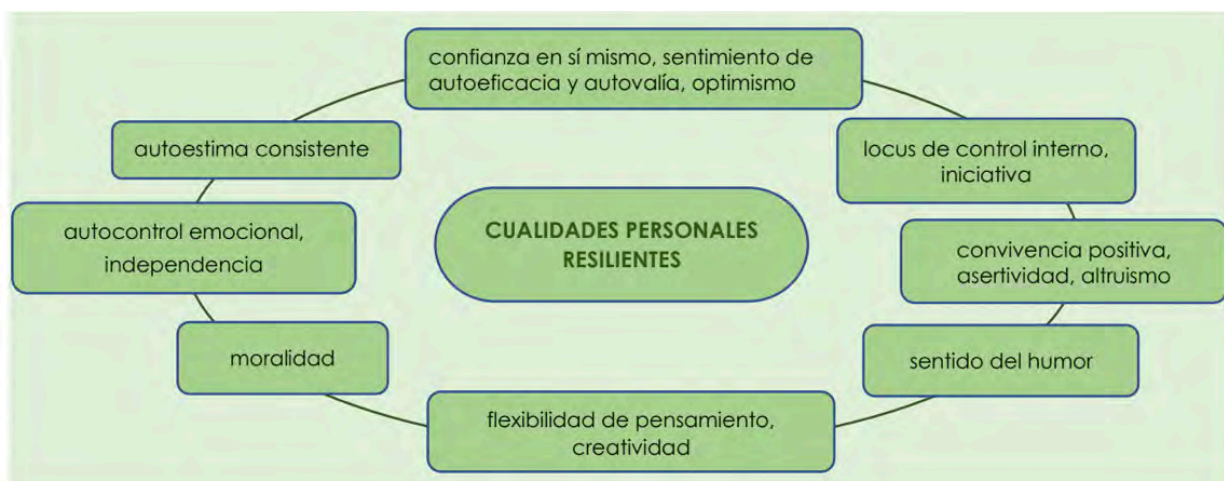 confianza en sí mismo, sentimiento de
autoeficacia y autovalía, optimismo
autoestima consistente
locus de control interno,
iniciativa
autocontrol emocional,
independencia
CUALIDADES PERSONALES
RESILIENTES
convivencia positiva,
asertividad, altruismo
moralidad
sentido del humor
flexibilidad de pensamiento,
creatividad